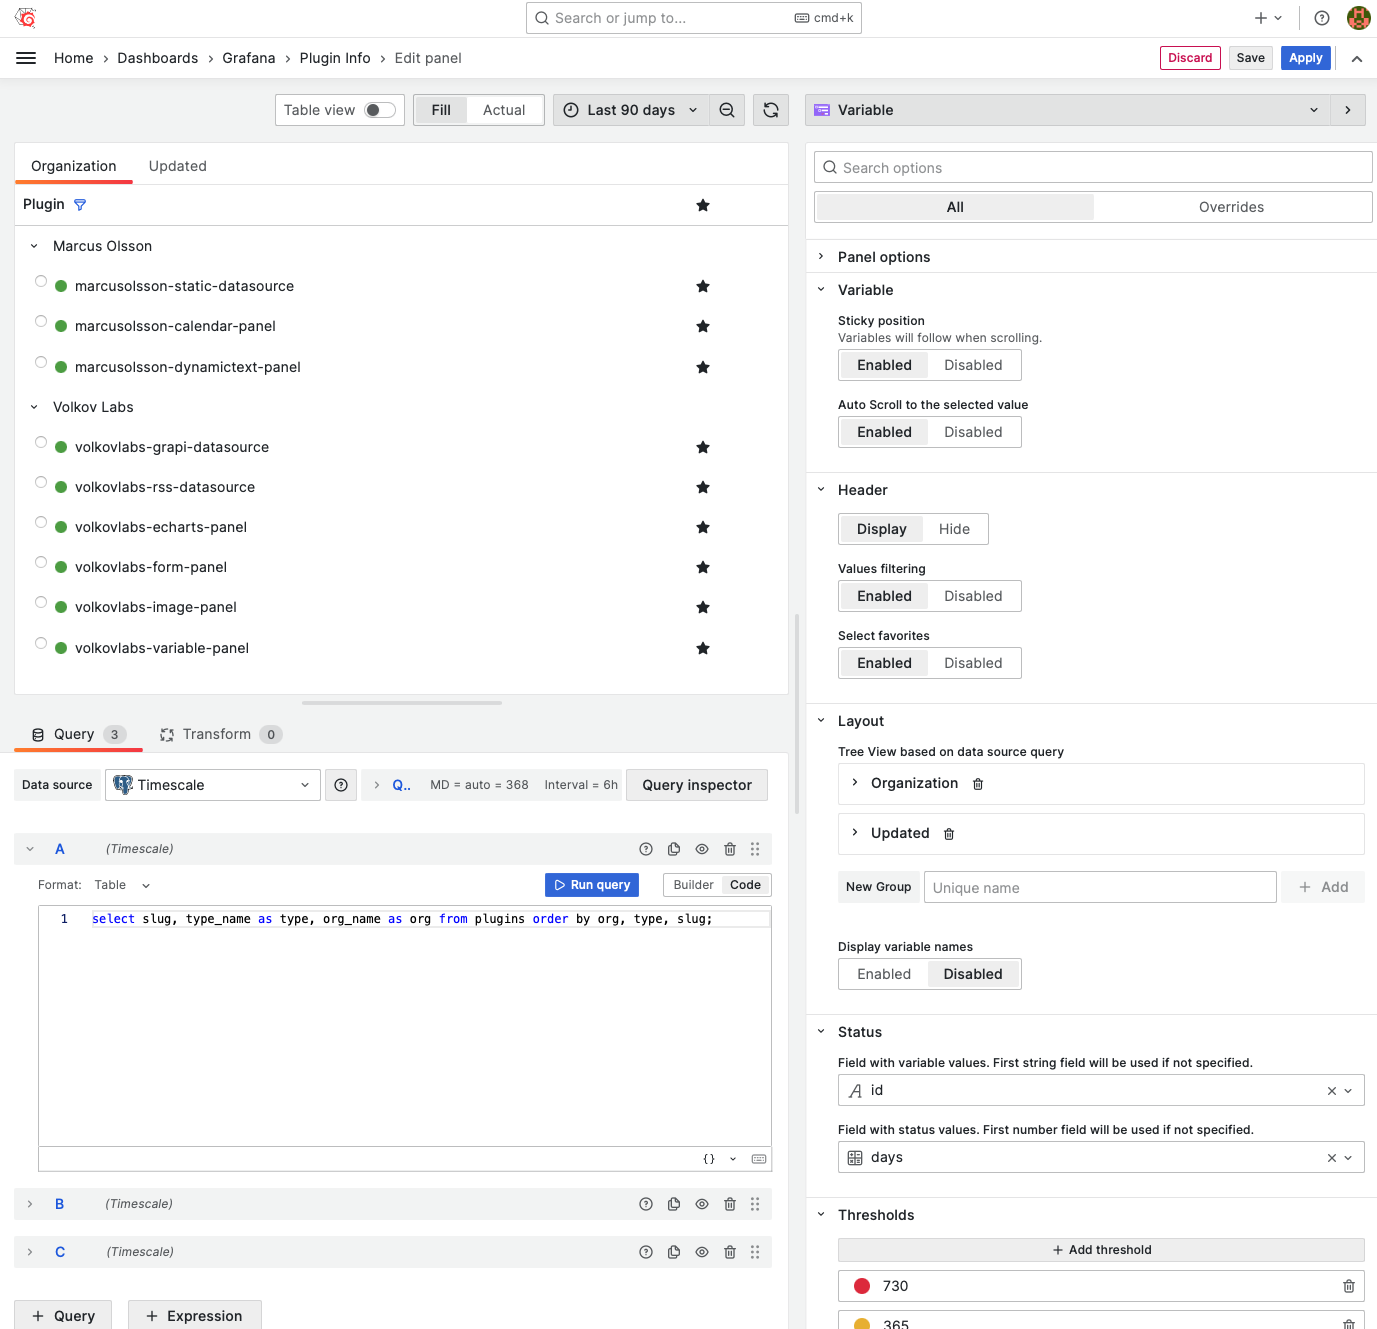 Search or jump to... cmd+k
Home › Dashboards › Grafana › Plugin Info › Edit panel
Discard Save Apply
Table view Fill Actual Last 90 days
Variable
Organization Updated
Plugin
Marcus Olsson
marcusolsson-static-datasource
marcusolsson-calendar-panel
marcusolsson-dynamictext-panel
Volkov Labs
volkovlabs-grapi-datasource
volkovlabs-rss-datasource
volkovlabs-echarts-panel
volkovlabs-form-panel
volkovlabs-image-panel
volkovlabs-variable-panel
Query 3 Transform 0
Data source Timescale Q.. MD = auto = 368 Interval = 6h Query inspector
A (Timescale)
Format: Table Run query Builder Code
1 select slug, type_name as type, org_name as org from plugins order by org, type, slug;
{}
B (Timescale)
C (Timescale)
+ Query + Expression
Search options
All Overrides
Panel options
Variable
Sticky position
Variables will follow when scrolling.
Enabled Disabled
Auto Scroll to the selected value
Enabled Disabled
Header
Display Hide
Values filtering
Enabled Disabled
Select favorites
Enabled Disabled
Layout
Tree View based on data source query
Organization
Updated
New Group Unique name + Add
Display variable names
Enabled Disabled
Status
Field with variable values. First string field will be used if not specified.
id
Field with status values. First number field will be used if not specified.
days
Thresholds
+ Add threshold
730
365